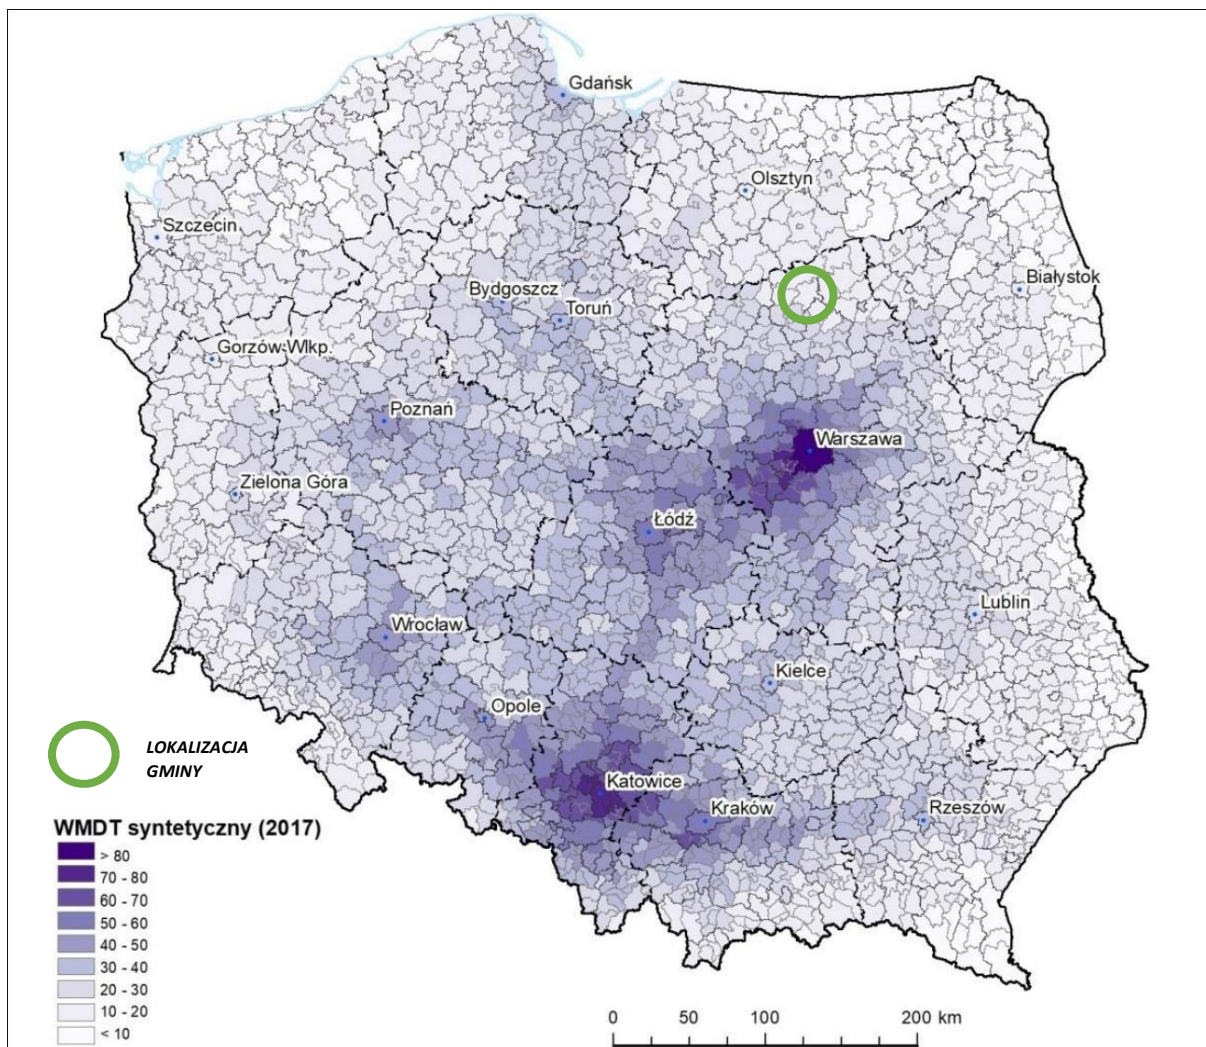 Gdańsk
Olsztyn
Szczecin
Białystok
Bydgoszcz
Toruń
Gorzów Wlkp.
Poznań
Warszawa
Zielona Góra
Łódź
Lublin
Wrocław
Kielce
Opole
LOKALIZACJA
GMINY
Katowice
Kraków
Rzeszów
WMDT syntetyczny (2017)
> 80
70 - 80
60 - 70
50 - 60
40 - 50
30 - 40
20 - 30
10 - 20
< 10
0 50 100 200 km